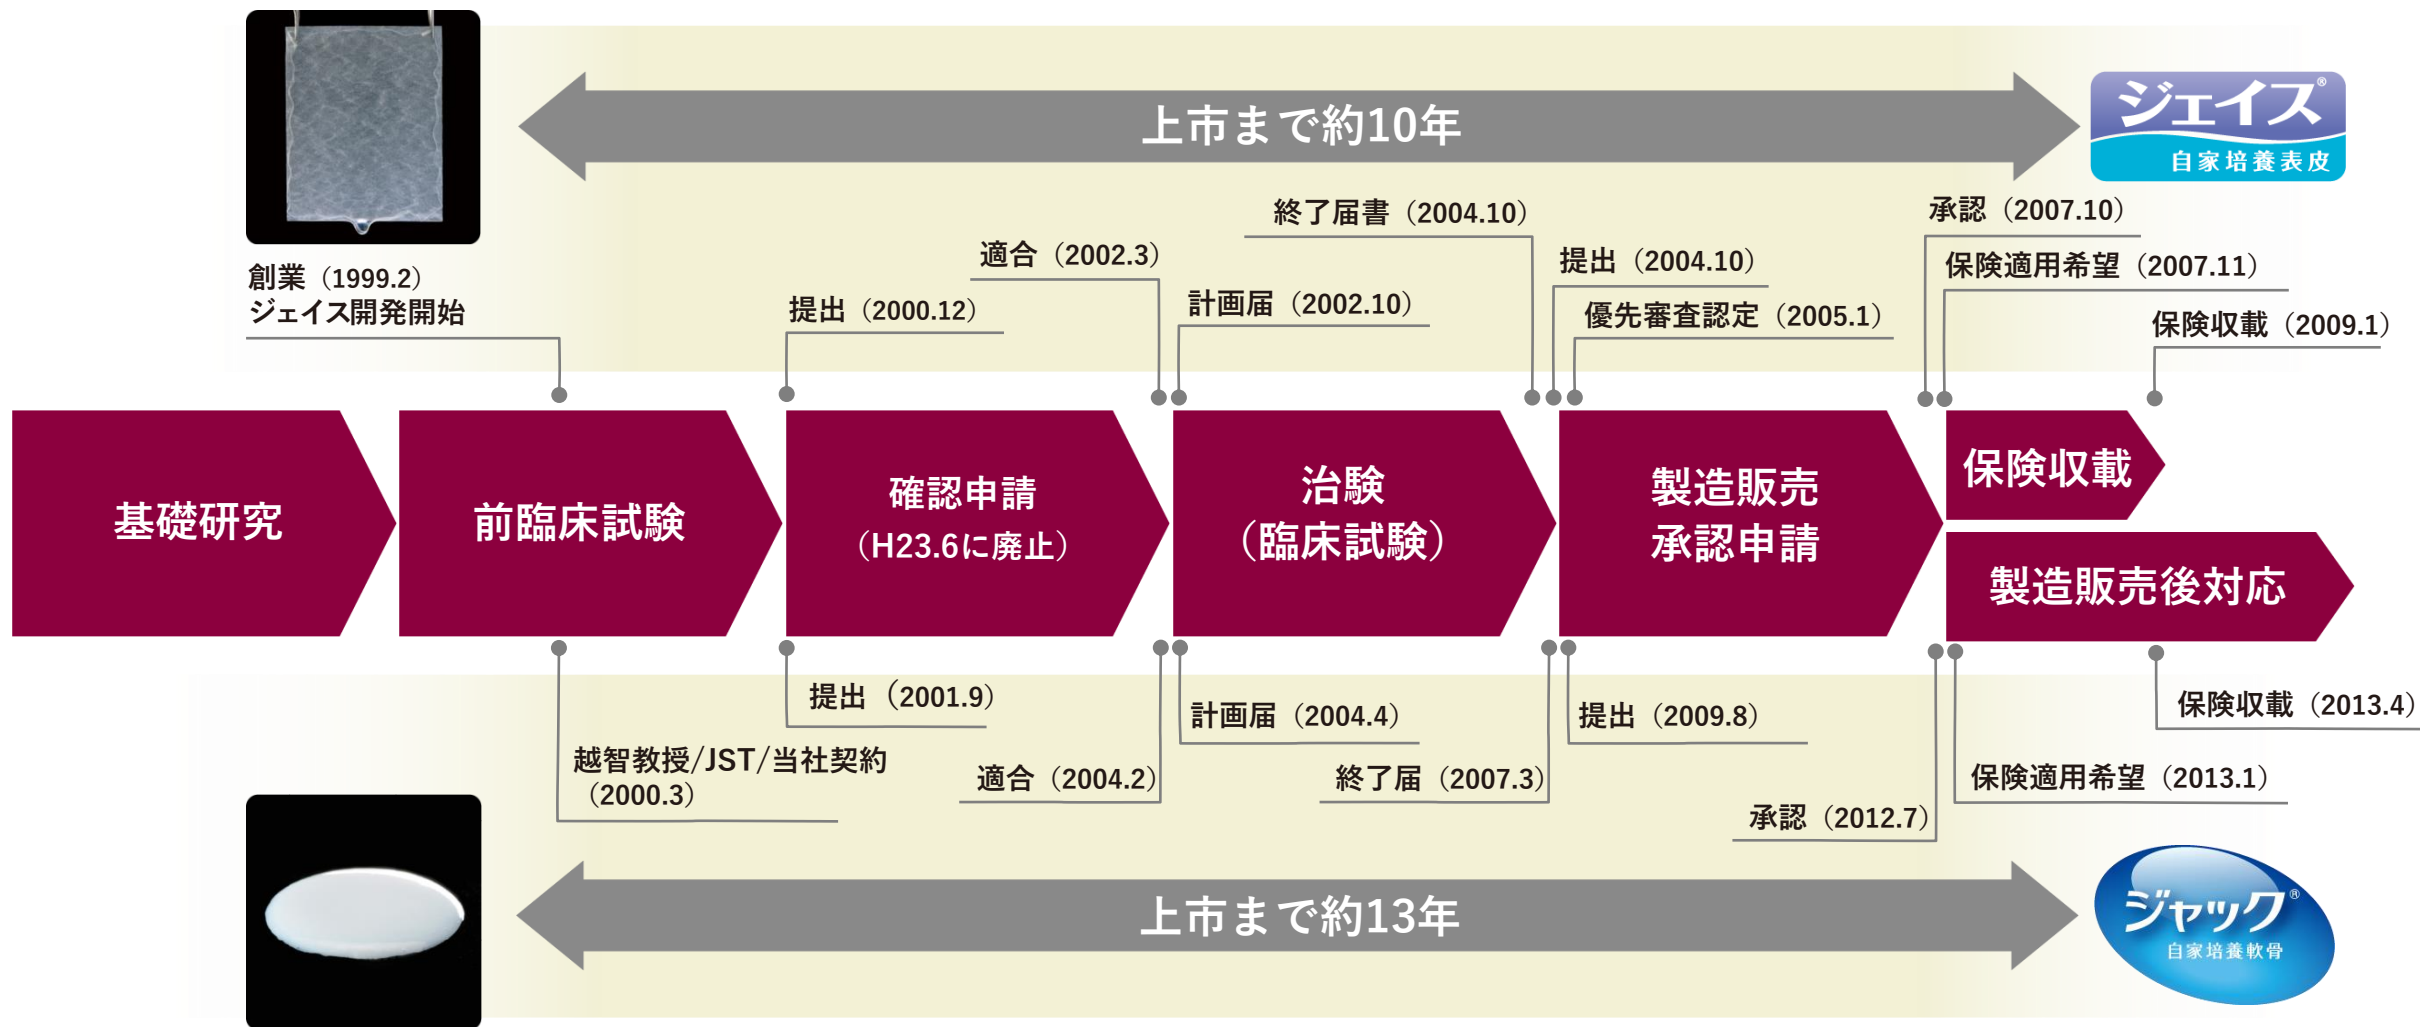 上市まで約10年
ジェイス®
自家培養表皮
創業（1999.2）
ジェイス開発開始
提出（2000.12）
適合（2002.3）
計画届（2002.10）
終了届書（2004.10）
提出（2004.10）
優先審査認定（2005.1）
承認（2007.10）
保険適用希望（2007.11）
保険収載（2009.1）
基礎研究
前臨床試験
確認申請
（H23.6に廃止）
治験
（臨床試験）
製造販売
承認申請
保険収載
製造販売後対応
越智教授/JST/当社契約
（2000.3）
提出（2001.9）
適合（2004.2）
計画届（2004.4）
終了届（2007.3）
提出（2009.8）
承認（2012.7）
保険適用希望（2013.1）
保険収載（2013.4）
上市まで約13年
ジャック®
自家培養軟骨